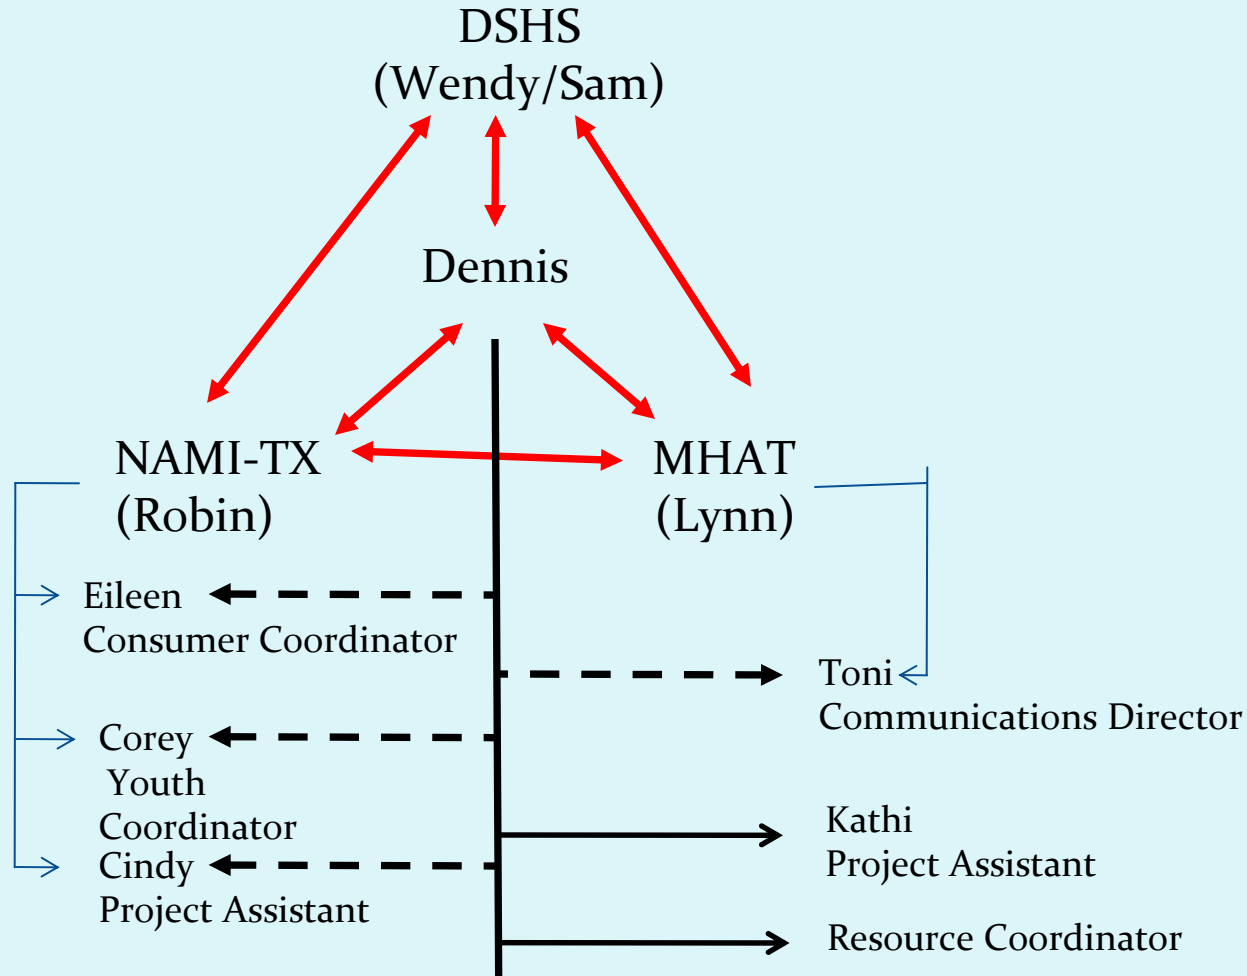 DSHS
(Wendy/Sam)
Dennis
NAMI-TX
(Robin)
MHAT
(Lynn)
Eileen
Consumer Coordinator
Toni
Communications Director
Corey
Youth
Coordinator
Cindy
Project Assistant
Kathi
Project Assistant
Resource Coordinator